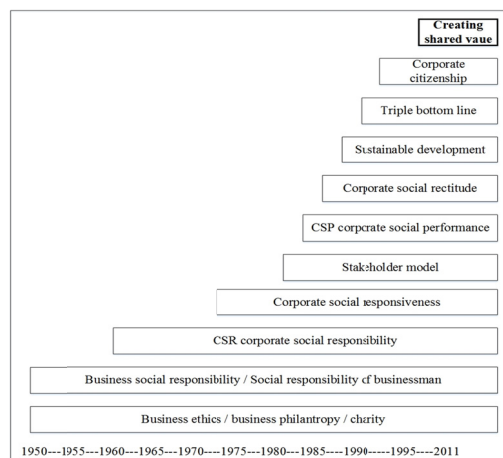 Creating
shared vaue
Corporate
citizenship
Triple bottom line
Sustainable development
Corporate social rectitude
CSP corporate social performance
Stakeholder model
Corporate social responsiveness
CSR corporate social responsibility
Business social responsibility / Social responsibility of businessman
Business ethics / business philantropy / charity
1950---1955----1960----1965----1970----1975----1980----1985----1990-----1995----2011